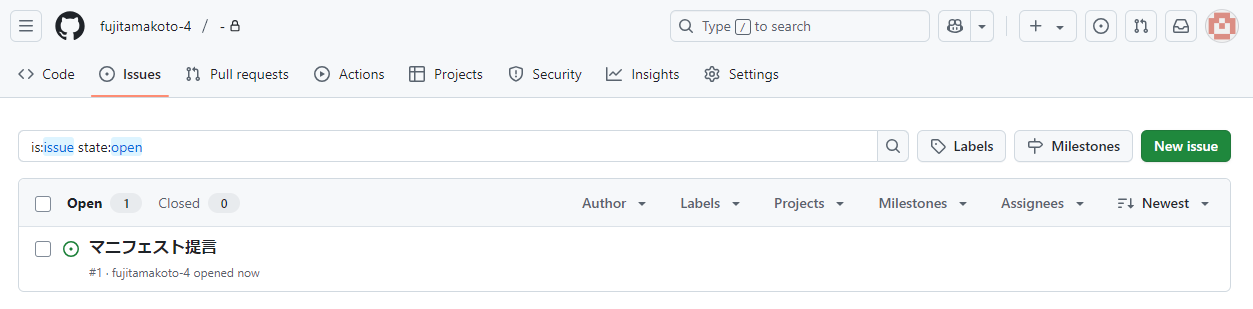 fujitamakoto-4 / -
Type / to search
Code Issues Pull requests Actions Projects Security Insights Settings
is:issue state:open
Labels Milestones New issue
Open 1 Closed 0 Author Labels Projects Milestones Assignees Newest
マニフェスト提言
#1 · fujitamakoto-4 opened now